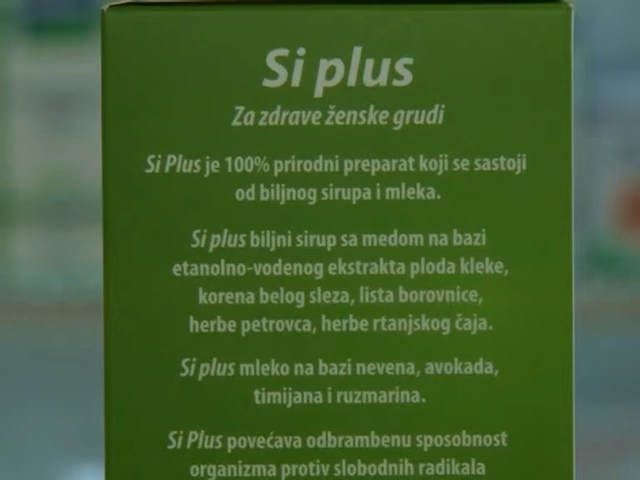 Si plus
Za zdrave ženske grudi
Si Plus je 100% prirodni preparat koji se sastoji
od biljnog sirupa i mleka.
Si plus biljni sirup sa medom na bazi
etanolno-vodenog ekstrakta ploda kleke,
korena belog sleza, lista borovnice,
herbe petrovca, herbe rtanjskog čaja.
Si plus mleko na bazi nevena, avokada,
timijana i ruzmarina.
Si Plus povećava odbrambenu sposobnost
organizma protiv slobodnih radikala